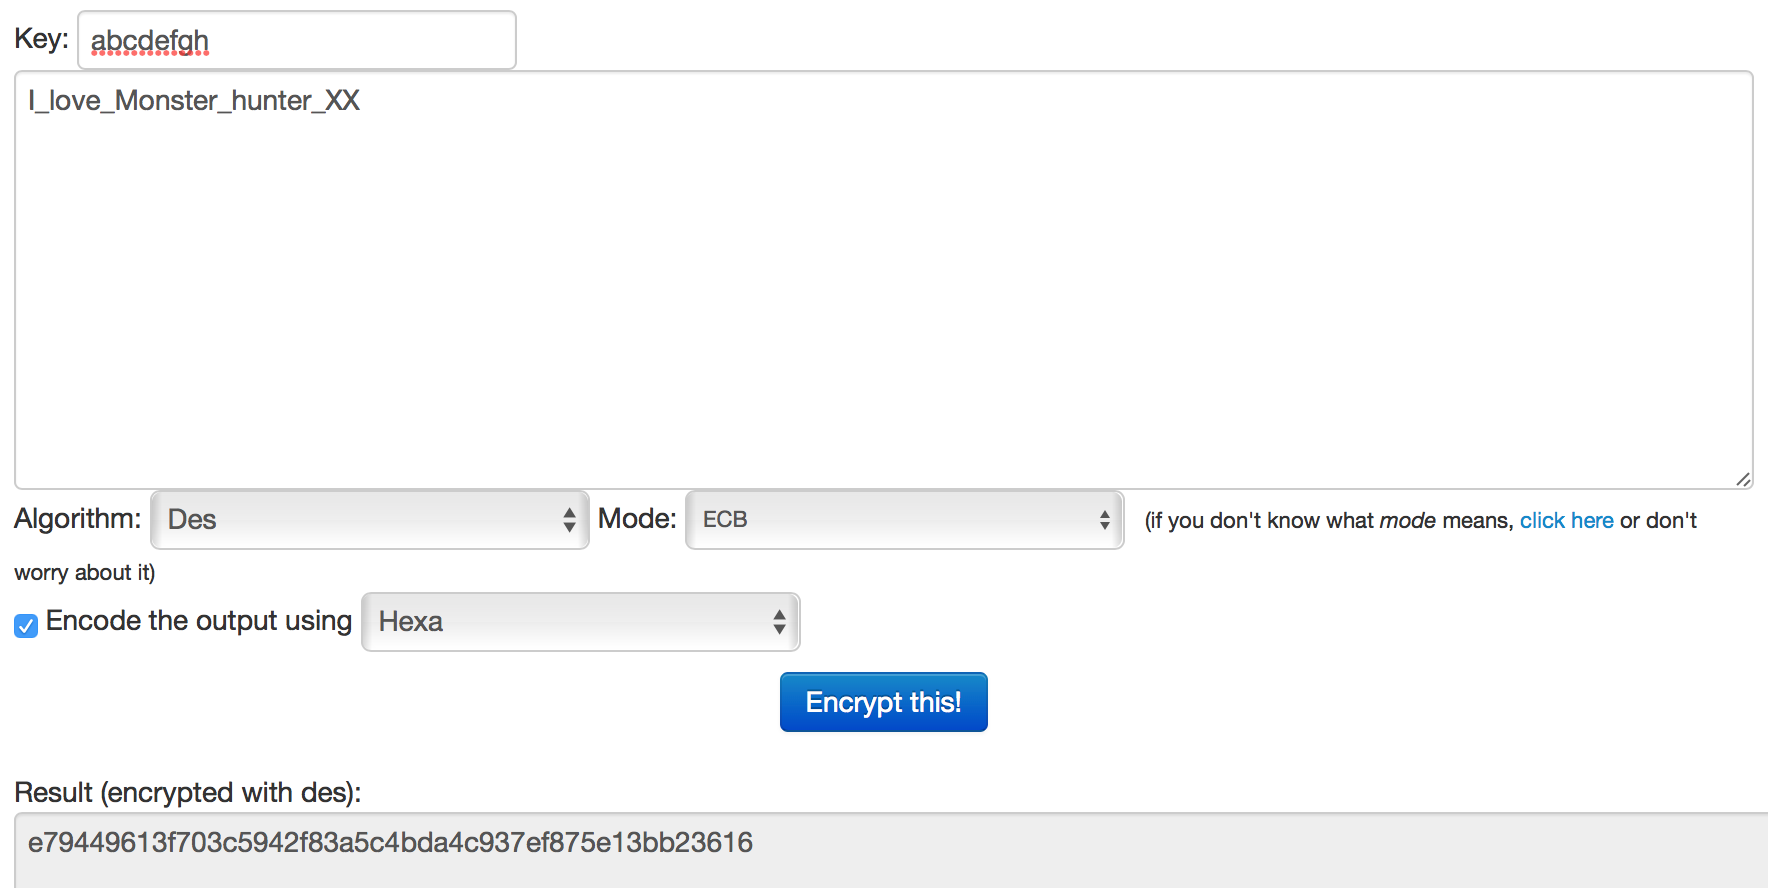 Key: abcdefgh
I_love_Monster_hunter_XX
Algorithm: Des Mode: ECB (if you don't know what mode means, click here or don't
worry about it)
Encode the output using Hexa
Encrypt this!
Result (encrypted with des):
e79449613f703c5942f83a5c4bda4c937ef875e13bb23616